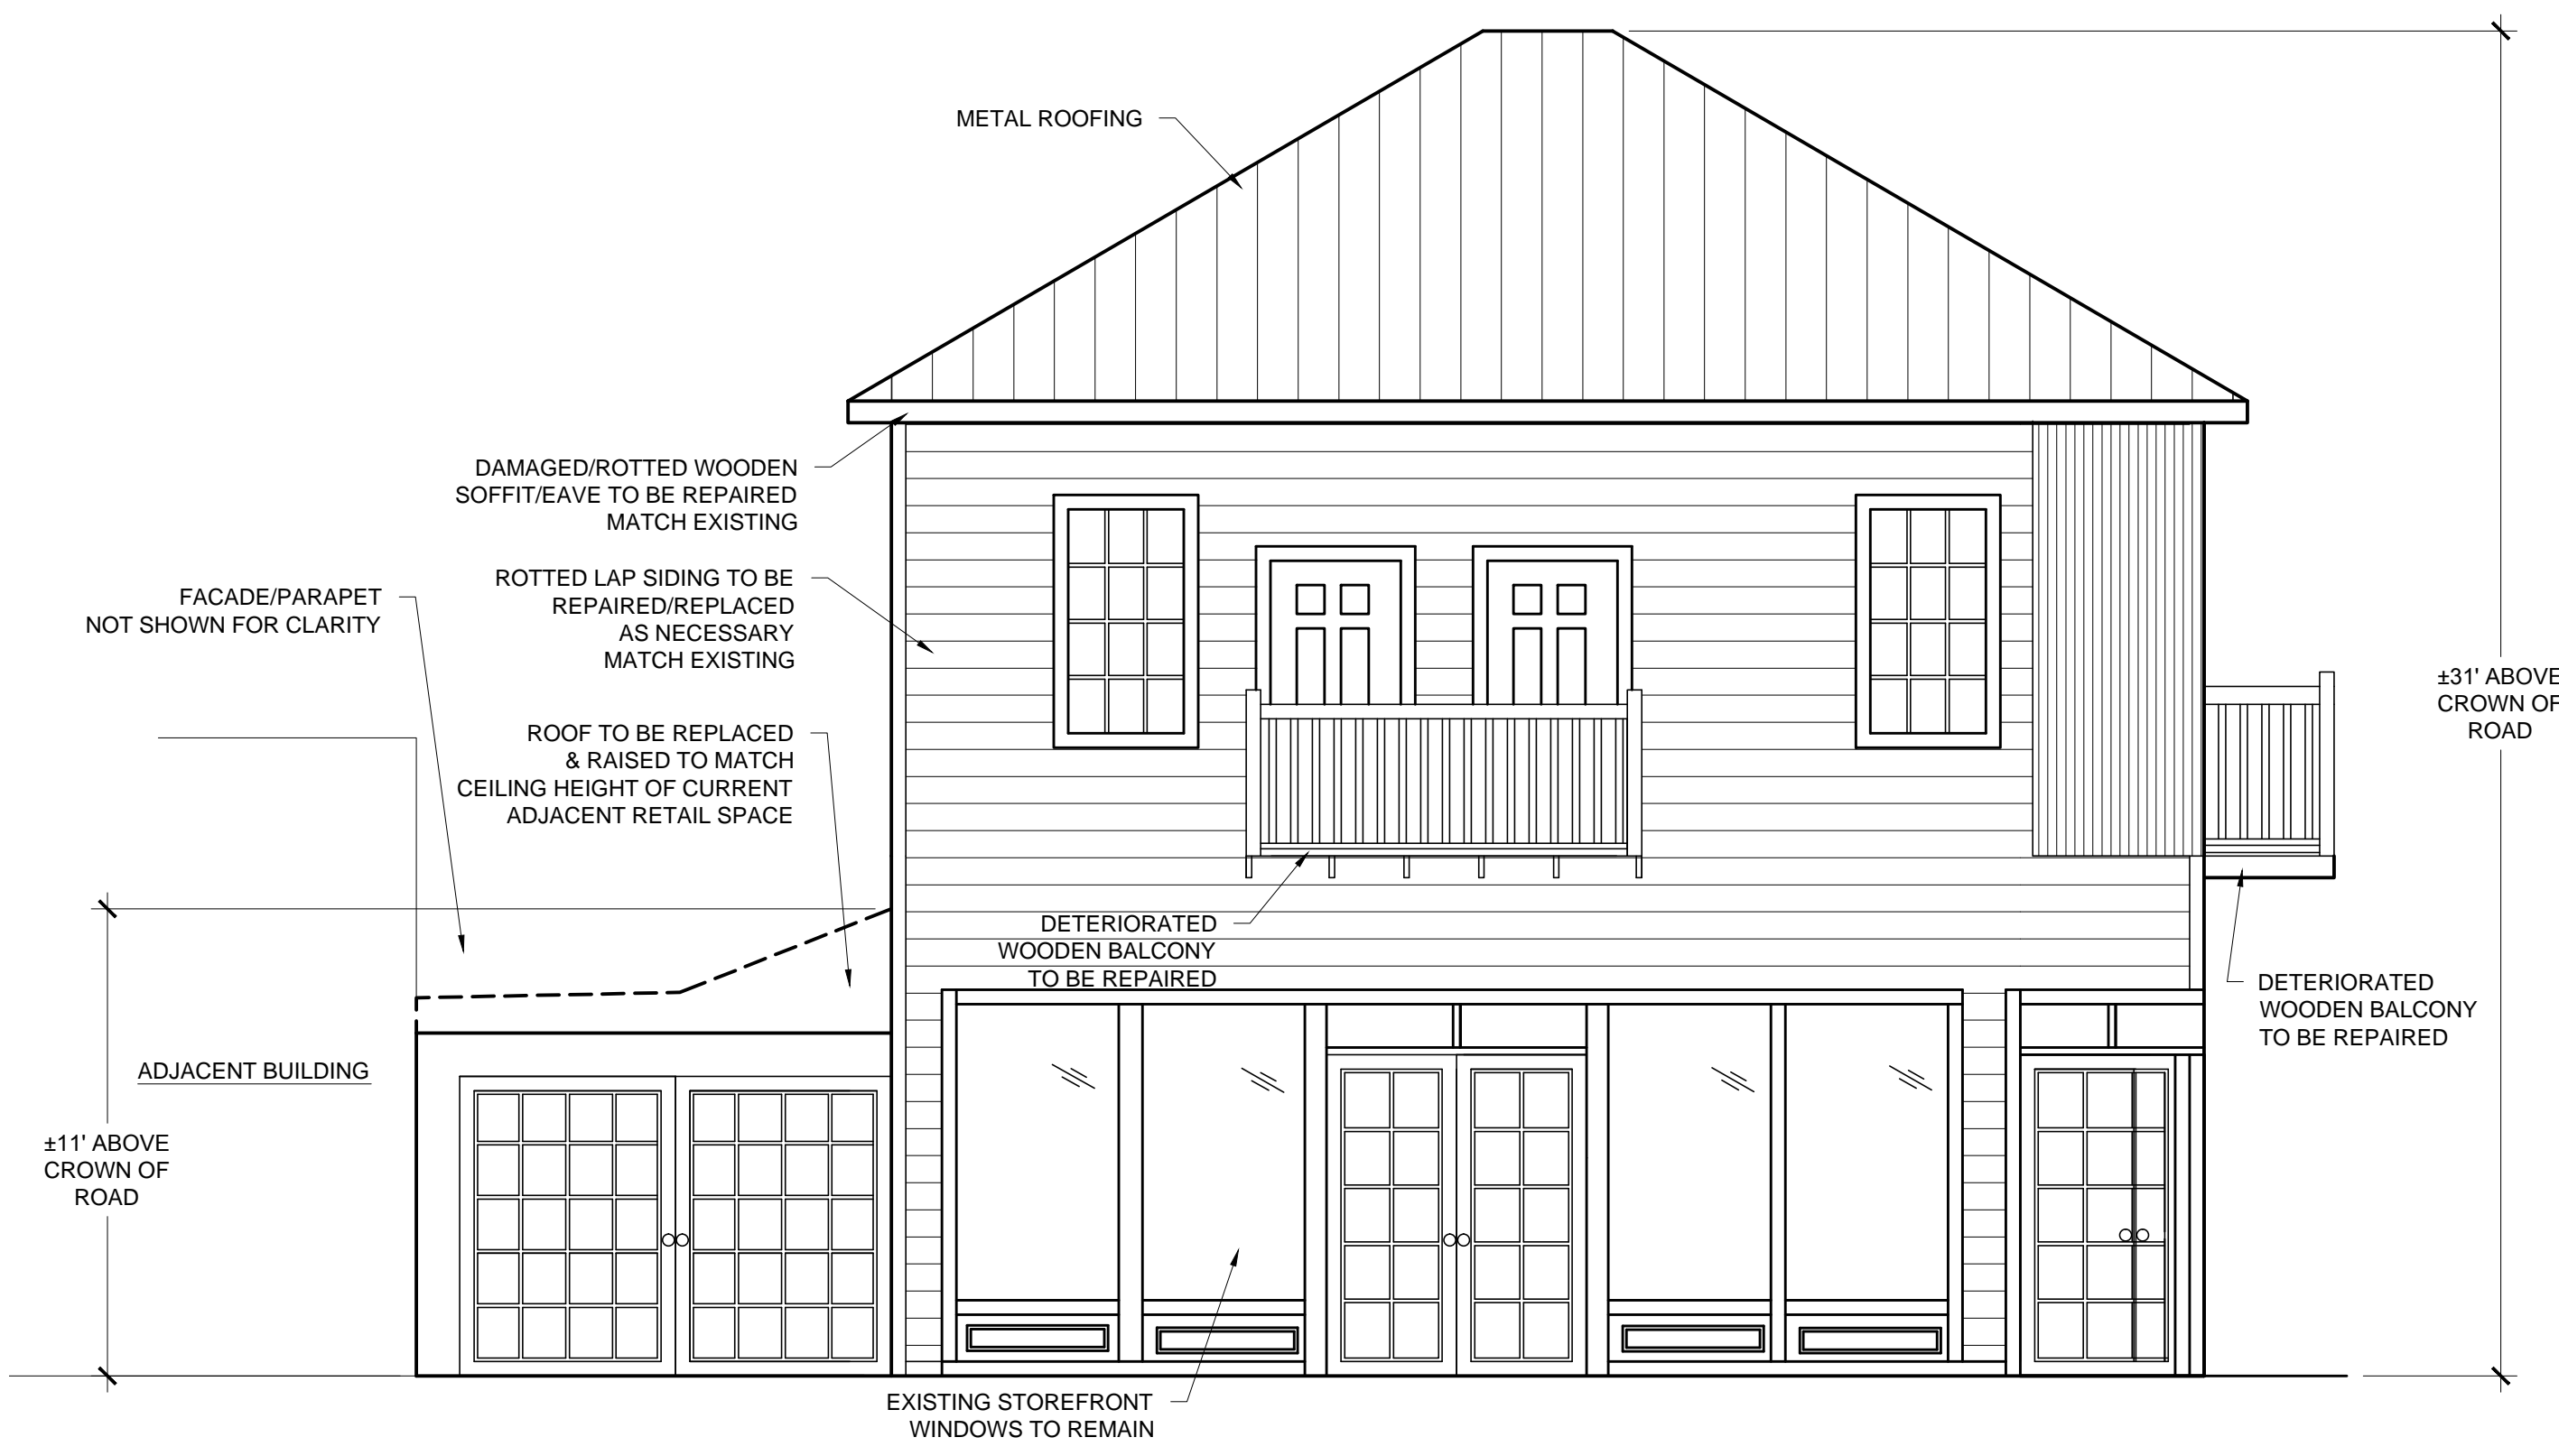 METAL ROOFING
DAMAGED/ROTTED WOODEN
SOFFIT/EAVE TO BE REPAIRED
MATCH EXISTING
ROTTED LAP SIDING TO BE
REPAIRED/REPLACED
AS NECESSARY
MATCH EXISTING
FACADE/PARAPET
NOT SHOWN FOR CLARITY
ROOF TO BE REPLACED
& RAISED TO MATCH
CEILING HEIGHT OF CURRENT
ADJACENT RETAIL SPACE
±31' ABOVE
CROWN OF
ROAD
DETERIORATED
WOODEN BALCONY
TO BE REPAIRED
DETERIORATED
WOODEN BALCONY
TO BE REPAIRED
ADJACENT BUILDING
±11' ABOVE
CROWN OF
ROAD
EXISTING STOREFRONT
WINDOWS TO REMAIN